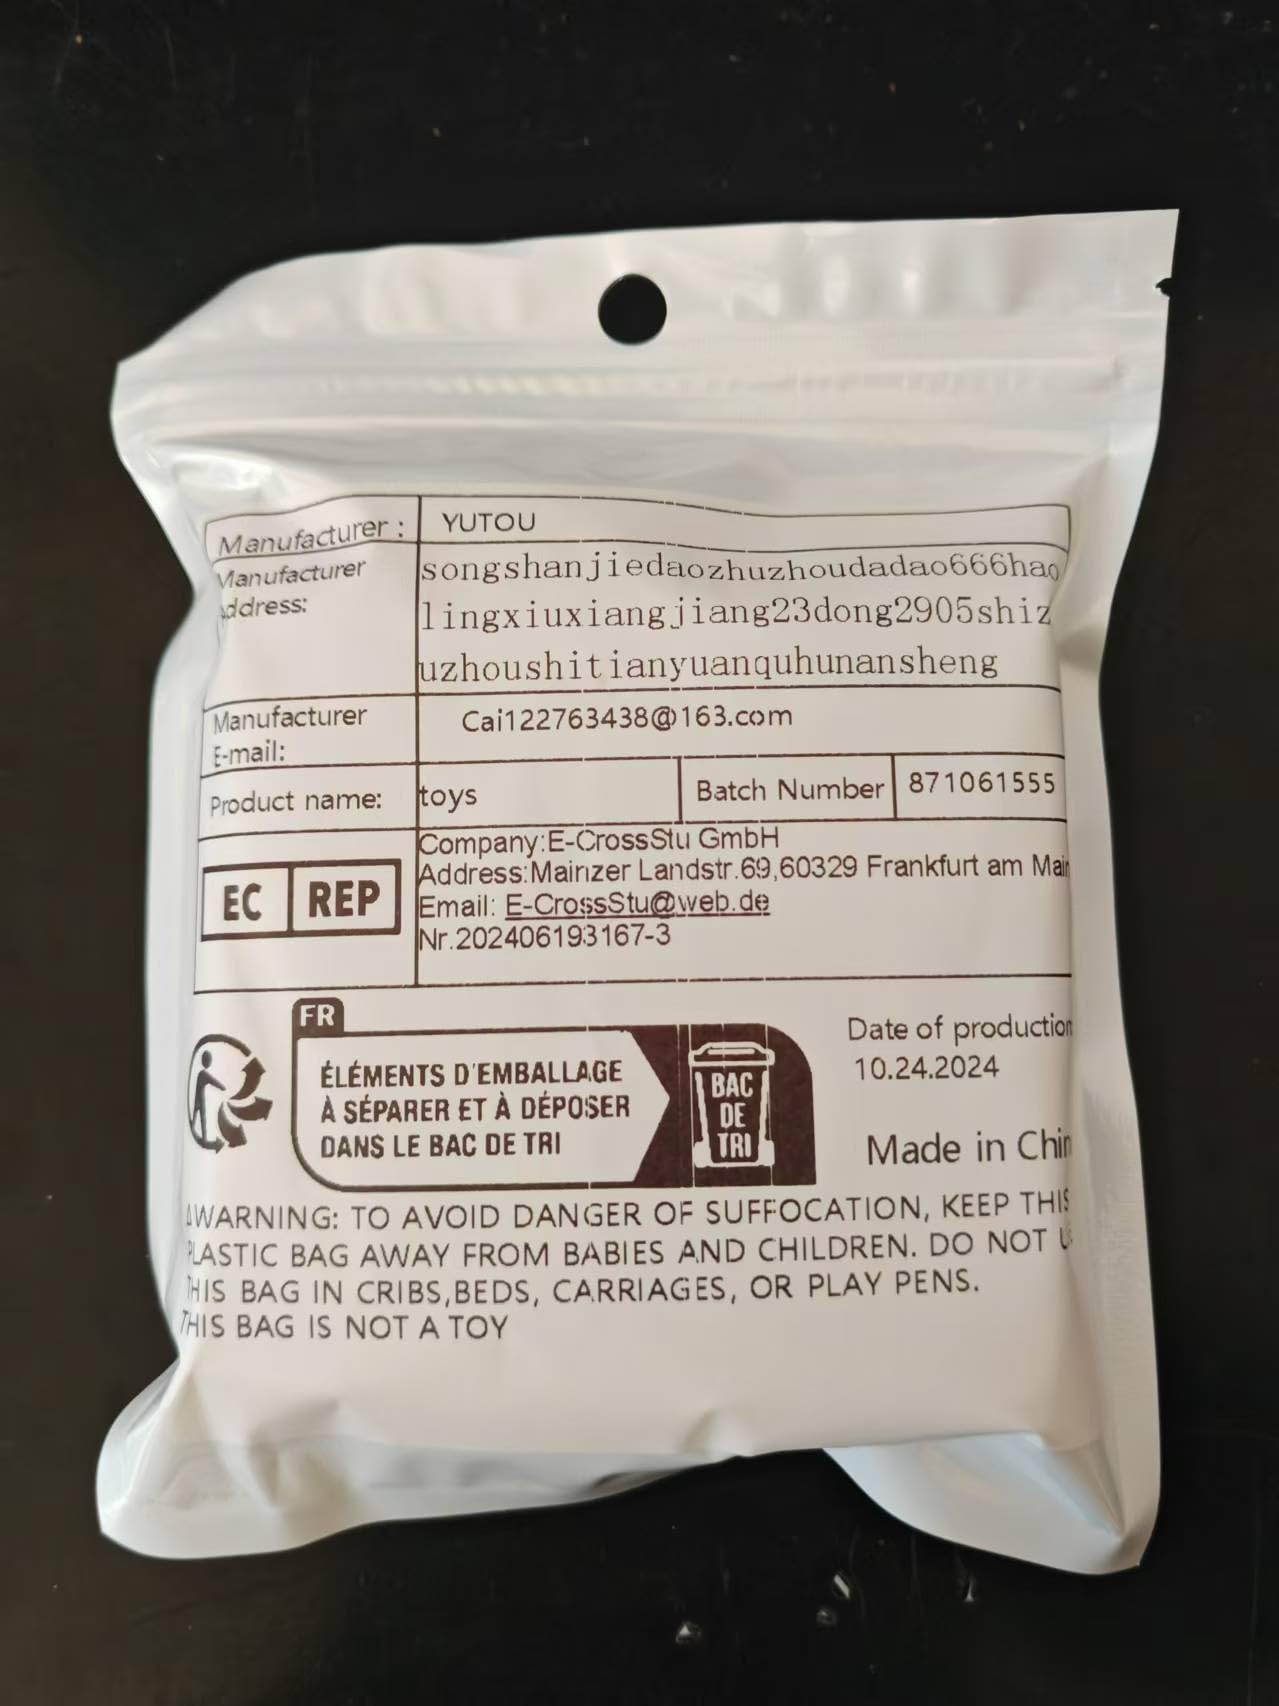 Manufacturer : YUTOU
Manufacturer
Address:
songshanjiedaozhuzhoudadao666hao
lingxiuxiangjiang23dong2905shiz
uzhoushitianyuanquhunansheng
Manufacturer
E-mail:
Cai122763438@163.com
Product name: toys Batch Number 871061555
EC REP
Company:E-CrossStu GmbH
Address:Mainzer Landstr.69,60329 Frankfurt am Main
Email: E-CrossStu@web.de
Nr.202406193167-3
FR
ÉLÉMENTS D'EMBALLAGE
À SÉPARER ET À DÉPOSER
DANS LE BAC DE TRI
BAC
DE
TRI
Date of production
10.24.2024
Made in Chin
⚠WARNING: TO AVOID DANGER OF SUFFOCATION, KEEP THIS
PLASTIC BAG AWAY FROM BABIES AND CHILDREN. DO NOT U
THIS BAG IN CRIBS,BEDS, CARRIAGES, OR PLAY PENS.
THIS BAG IS NOT A TOY